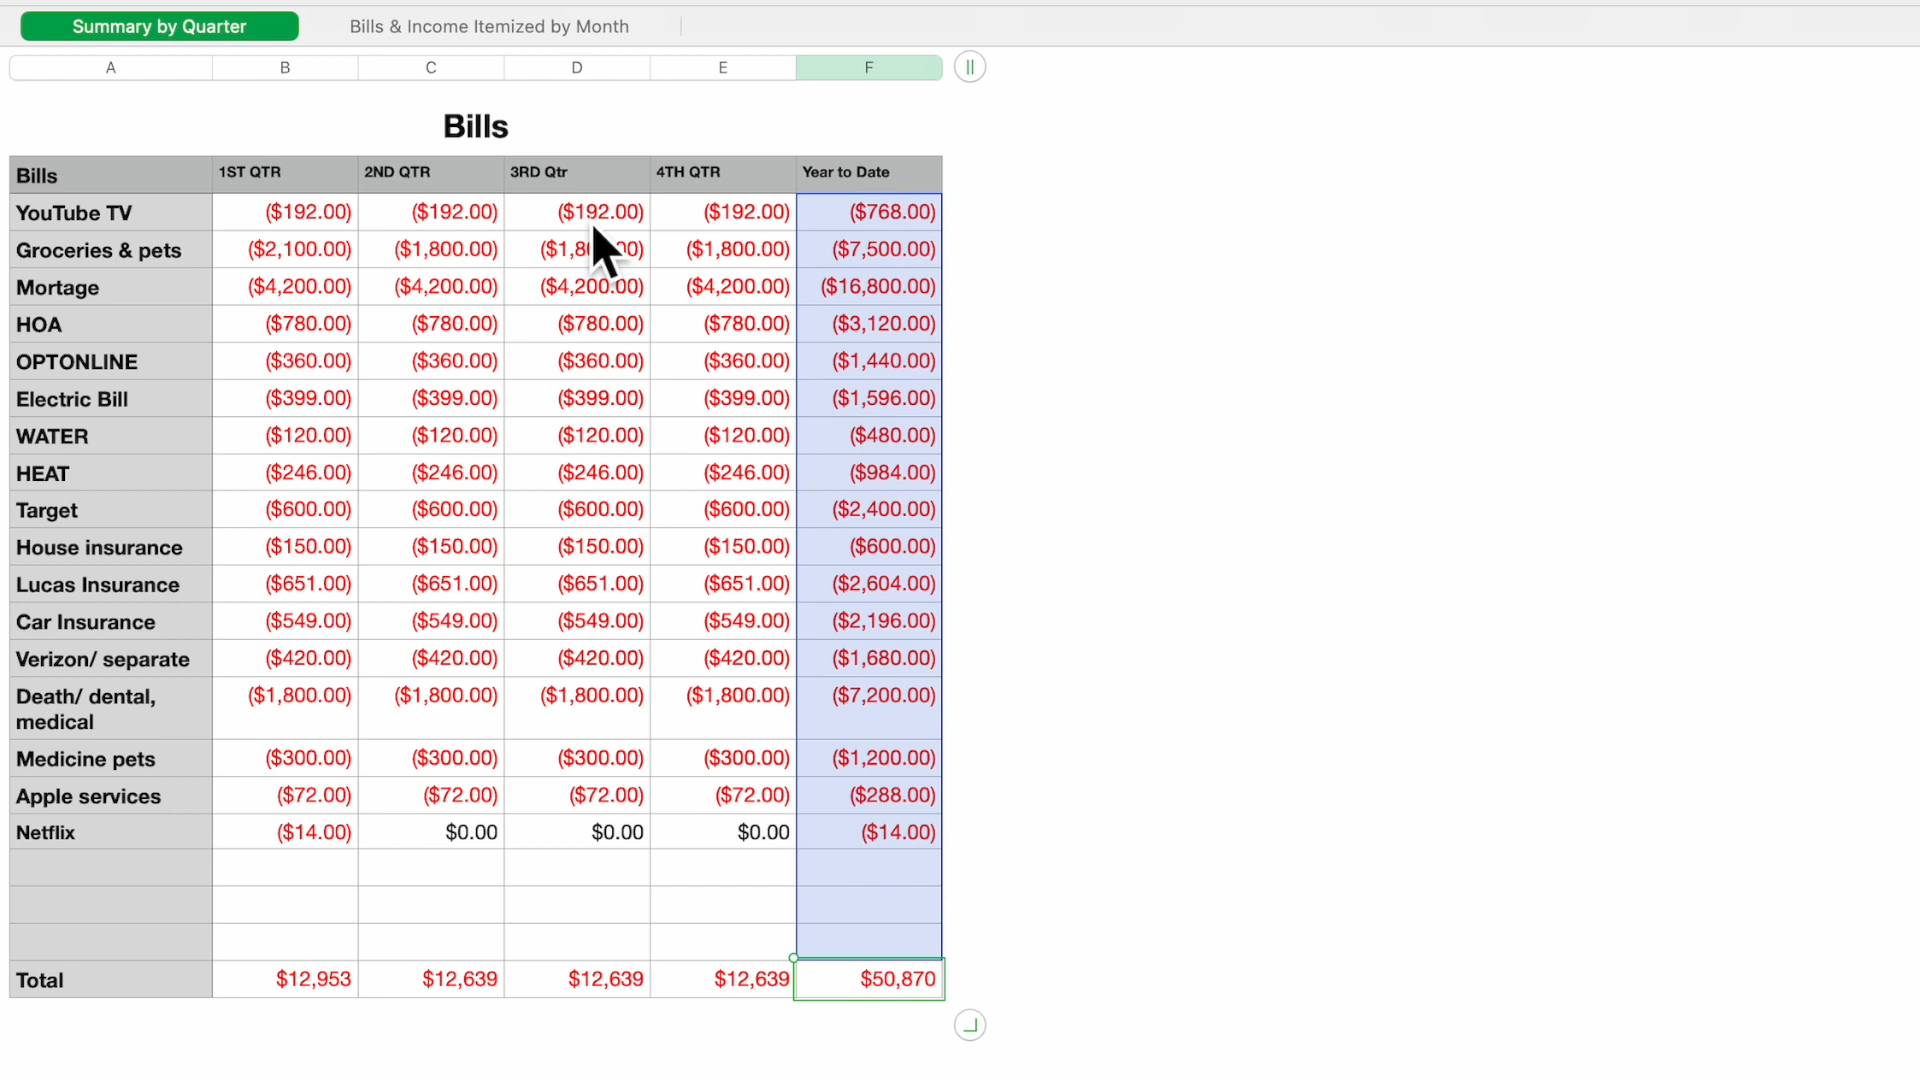 Summary by Quarter Bills & Income Itemized by Month
A B C D E F
Bills
Bills 1ST QTR 2ND QTR 3RD Qtr 4TH QTR Year to Date
YouTube TV ($192.00) ($192.00) ($192.00) ($192.00) ($768.00)
Groceries & pets ($2,100.00) ($1,800.00) ($1,800.00) ($7,500.00)
Mortage ($4,200.00) ($4,200.00) ($4,200.00) ($4,200.00) ($16,800.00)
HOA ($780.00) ($780.00) ($780.00) ($780.00) ($3,120.00)
OPTONLINE ($360.00) ($360.00) ($360.00) ($360.00) ($1,440.00)
Electric Bill ($399.00) ($399.00) ($399.00) ($399.00) ($1,596.00)
WATER ($120.00) ($120.00) ($120.00) ($120.00) ($480.00)
HEAT ($246.00) ($246.00) ($246.00) ($246.00) ($984.00)
Target ($600.00) ($600.00) ($600.00) ($600.00) ($2,400.00)
House insurance ($150.00) ($150.00) ($150.00) ($150.00) ($600.00)
Lucas Insurance ($651.00) ($651.00) ($651.00) ($651.00) ($2,604.00)
Car Insurance ($549.00) ($549.00) ($549.00) ($549.00) ($2,196.00)
Verizon/ separate ($420.00) ($420.00) ($420.00) ($420.00) ($1,680.00)
Death/ dental, ($1,800.00) ($1,800.00) ($1,800.00) ($1,800.00) ($7,200.00)
medical
Medicine pets ($300.00) ($300.00) ($300.00) ($300.00) ($1,200.00)
Apple services ($72.00) ($72.00) ($72.00) ($72.00) ($288.00)
Netflix ($14.00) $0.00 $0.00 $0.00 ($14.00)
Total $12,953 $12,639 $12,639 $12,639 $50,870